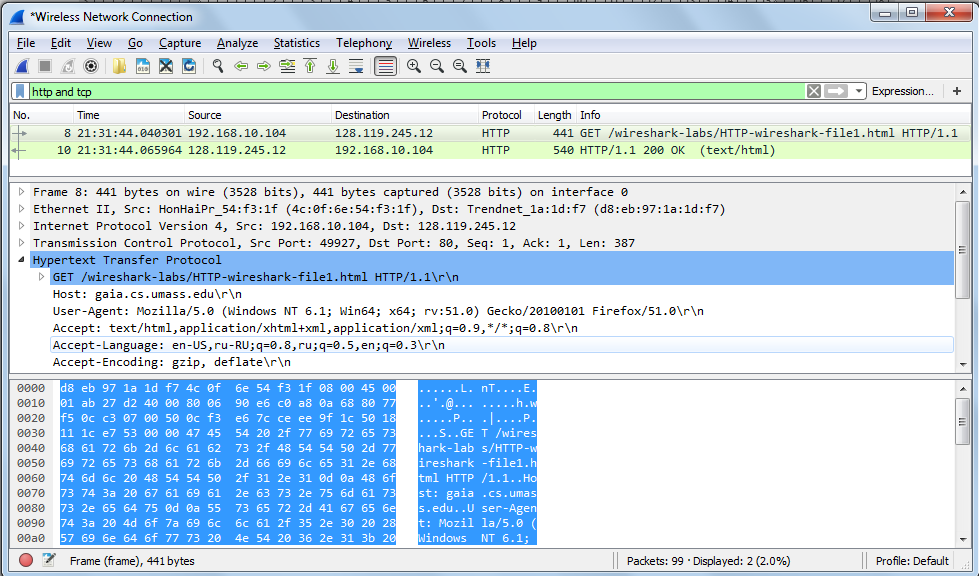 *Wireless Network Connection
File Edit View Go Capture Analyze Statistics Telephony Wireless Tools Help
http and tcp
Expression... +
No. Time Source Destination Protocol Length Info
8 21:31:44.040301 192.168.10.104 128.119.245.12 HTTP 441 GET /wireshark-labs/HTTP-wireshark-file1.html HTTP/1.1
10 21:31:44.065964 128.119.245.12 192.168.10.104 HTTP 540 HTTP/1.1 200 OK (text/html)
Frame 8: 441 bytes on wire (3528 bits), 441 bytes captured (3528 bits) on interface 0
Ethernet II, Src: HonHaiPr_54:f3:1f (4c:0f:6e:54:f3:1f), Dst: Trendnet_1a:1d:f7 (d8:eb:97:1a:1d:f7)
Internet Protocol Version 4, Src: 192.168.10.104, Dst: 128.119.245.12
Transmission Control Protocol, Src Port: 49927, Dst Port: 80, Seq: 1, Ack: 1, Len: 387
Hypertext Transfer Protocol
GET /wireshark-labs/HTTP-wireshark-file1.html HTTP/1.1\r\n
Host: gaia.cs.umass.edu\r\n
User-Agent: Mozilla/5.0 (Windows NT 6.1; Win64; x64; rv:51.0) Gecko/20100101 Firefox/51.0\r\n
Accept: text/html,application/xhtml+xml,application/xml;q=0.9,*/*;q=0.8\r\n
Accept-Language: en-US,ru-RU;q=0.8,ru;q=0.5,en;q=0.3\r\n
Accept-Encoding: gzip, deflate\r\n
0000 d8 eb 97 1a 1d f7 4c 0f 6e 54 f3 1f 08 00 45 00 ......L. nT....E.
0010 01 ab 27 d2 40 00 80 06 90 e6 c0 a8 0a 68 80 77 ..'.@... .....h.w
0020 f5 0c c3 07 00 50 0c f3 e6 7c ce ee 9f 1c 50 18 .....P.. .|....P.
0030 11 1c e7 53 00 00 47 45 54 20 2f 77 69 72 65 73 ...S..GE T /wires
0040 68 61 72 6b 2d 6c 61 62 73 2f 48 54 54 50 2d 77 hark-lab s/HTTP-w
0050 69 72 65 73 68 61 72 6b 2d 66 69 6c 65 31 2e 68 ireshark -file1.h
0060 74 6d 6c 20 48 54 54 50 2f 31 2e 31 0d 0a 48 6f tml HTTP /1.1..Ho
0070 73 74 3a 20 67 61 69 61 2e 63 73 2e 75 6d 61 73 st: gaia .cs.umas
0080 73 2e 65 64 75 0d 0a 55 73 65 72 2d 41 67 65 6e s.edu..U ser-Agen
0090 74 3a 20 4d 6f 7a 69 6c 6c 61 2f 35 2e 30 20 28 t: Mozil la/5.0 (
00a0 57 69 6e 64 6f 77 73 20 4e 54 20 36 2e 31 3b 20 Windows NT 6.1;
Frame (frame), 441 bytes Packets: 99 · Displayed: 2 (2.0%) Profile: Default